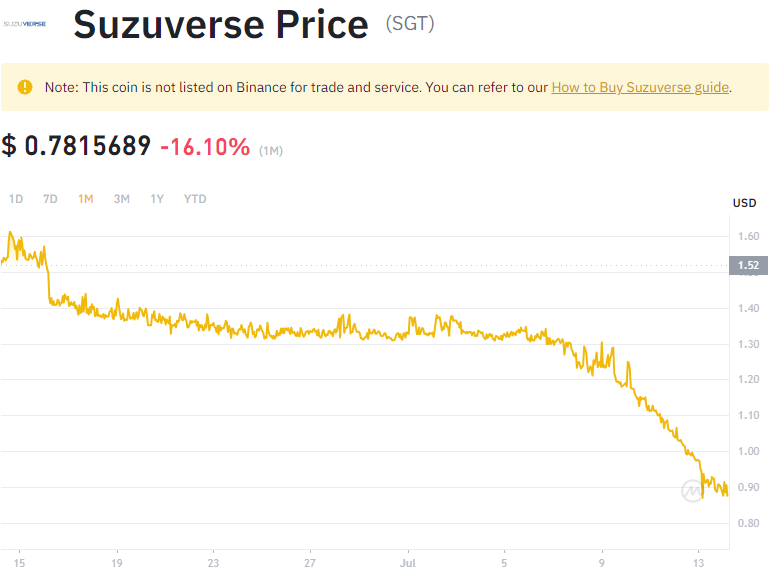 SUZUVERSE
Suzuverse Price (SGT)
Note: This coin is not listed on Binance for trade and service. You can refer to our How to Buy Suzuverse guide.
$ 0.7815689 -16.10% (1M)
1D 7D 1M 3M 1Y YTD
USD
1.60
1.52
1.40
1.30
1.20
1.10
1.00
0.90
0.80
15 19 23 27 Jul 5 9 13